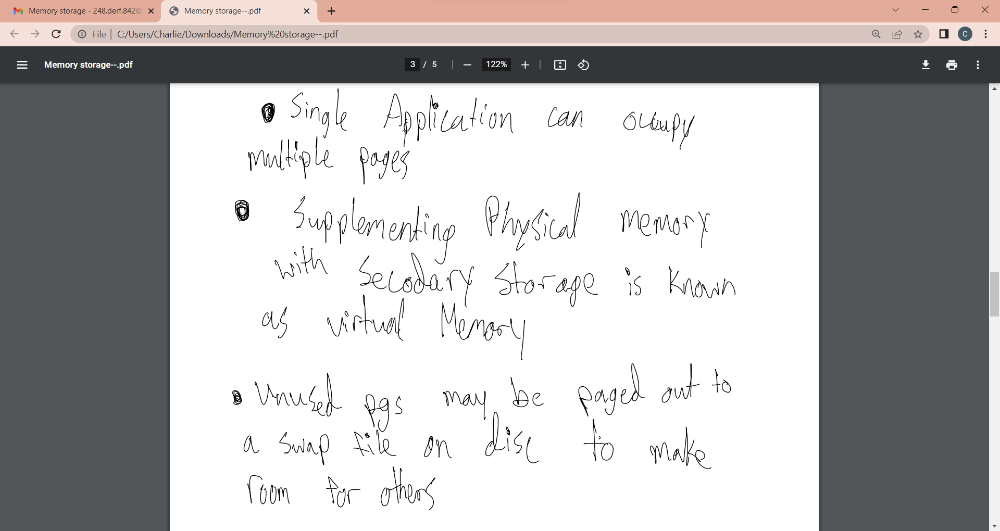 Memory storage - 248.derf.842@
Memory storage--.pdf
File | C:/Users/Charlie/Downloads/Memory%20storage--.pdf
C
Memory storage--.pdf
3 / 5
122%
• Single Application can occupy
multiple pages
• Supplementing Physical memory
with Secodary Storage is known
as virtual Memory
• Unused pgs may be paged out to
a swap file on disc to make
room for others